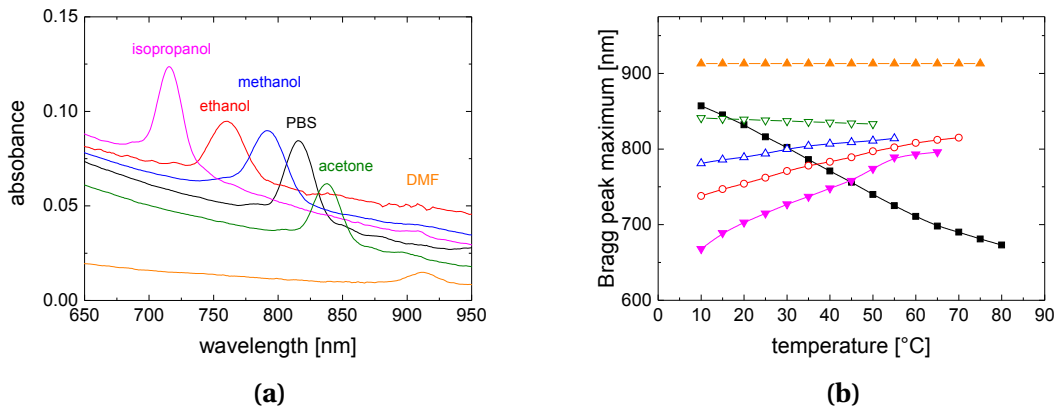 0.15
0.10
0.05
0.00
absobance
isopropanol
ethanol
methanol
PBS
acetone
DMF
650 700 750 800 850 900 950
wavelength [nm]
(a)
900
800
700
600
Bragg peak maximum [nm]
0 10 20 30 40 50 60 70 80 90
temperature [°C]
(b)